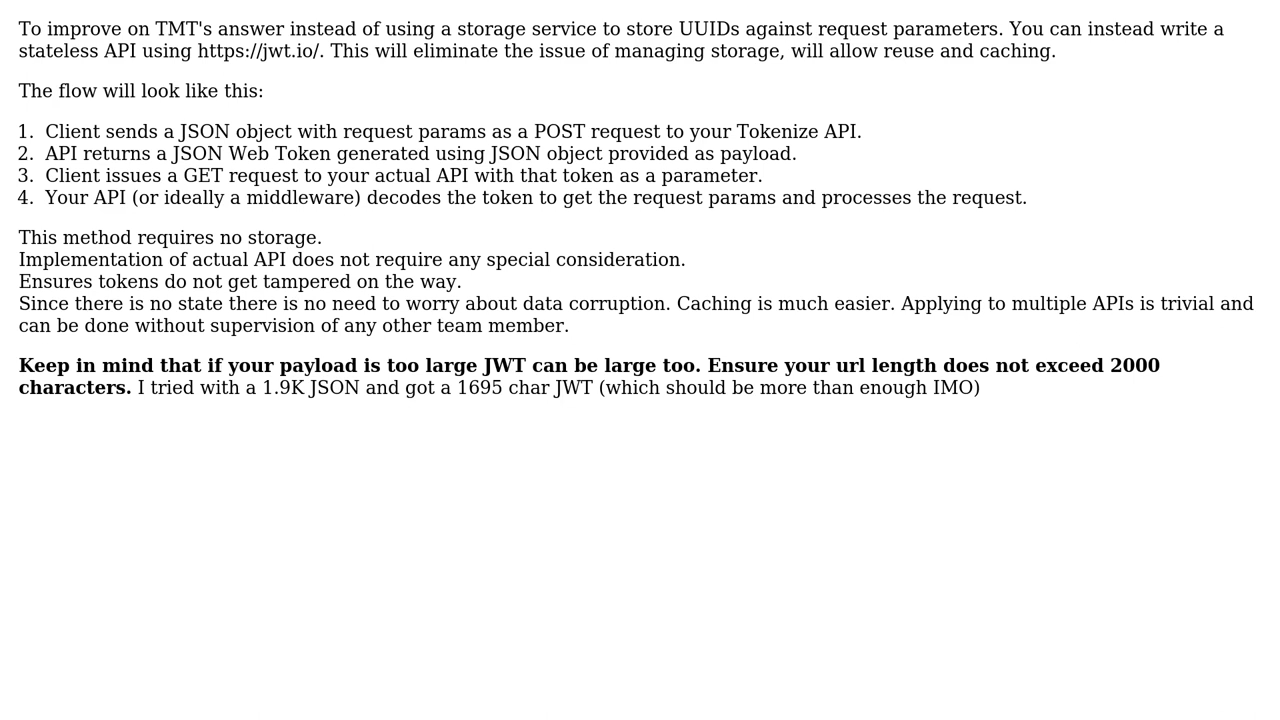 To improve on TMT's answer instead of using a storage service to store UUIDs against request parameters. You can instead write a
stateless API using https://jwt.io/. This will eliminate the issue of managing storage, will allow reuse and caching.
The flow will look like this:
1. Client sends a JSON object with request params as a POST request to your Tokenize API.
2. API returns a JSON Web Token generated using JSON object provided as payload.
3. Client issues a GET request to your actual API with that token as a parameter.
4. Your API (or ideally a middleware) decodes the token to get the request params and processes the request.
This method requires no storage.
Implementation of actual API does not require any special consideration.
Ensures tokens do not get tampered on the way.
Since there is no state there is no need to worry about data corruption. Caching is much easier. Applying to multiple APIs is trivial and
can be done without supervision of any other team member.
Keep in mind that if your payload is too large JWT can be large too. Ensure your url length does not exceed 2000
characters. I tried with a 1.9K JSON and got a 1695 char JWT (which should be more than enough IMO)